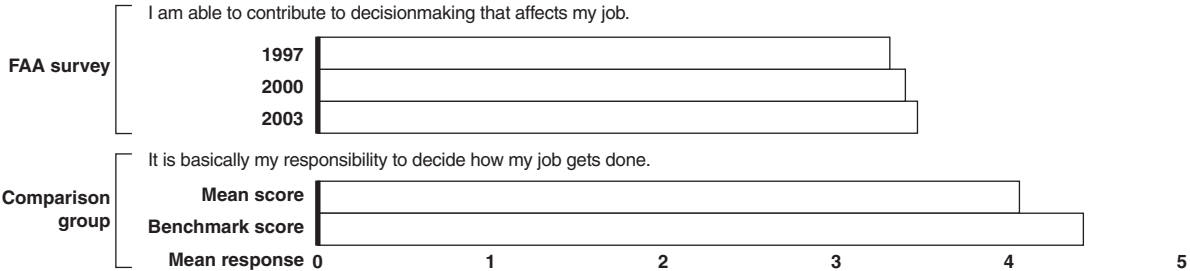 I am able to contribute to decisionmaking that affects my job.
FAA survey
1997
2000
2003
It is basically my responsibility to decide how my job gets done.
Comparison
group
Mean score
Benchmark score
Mean response 0 1 2 3 4 5